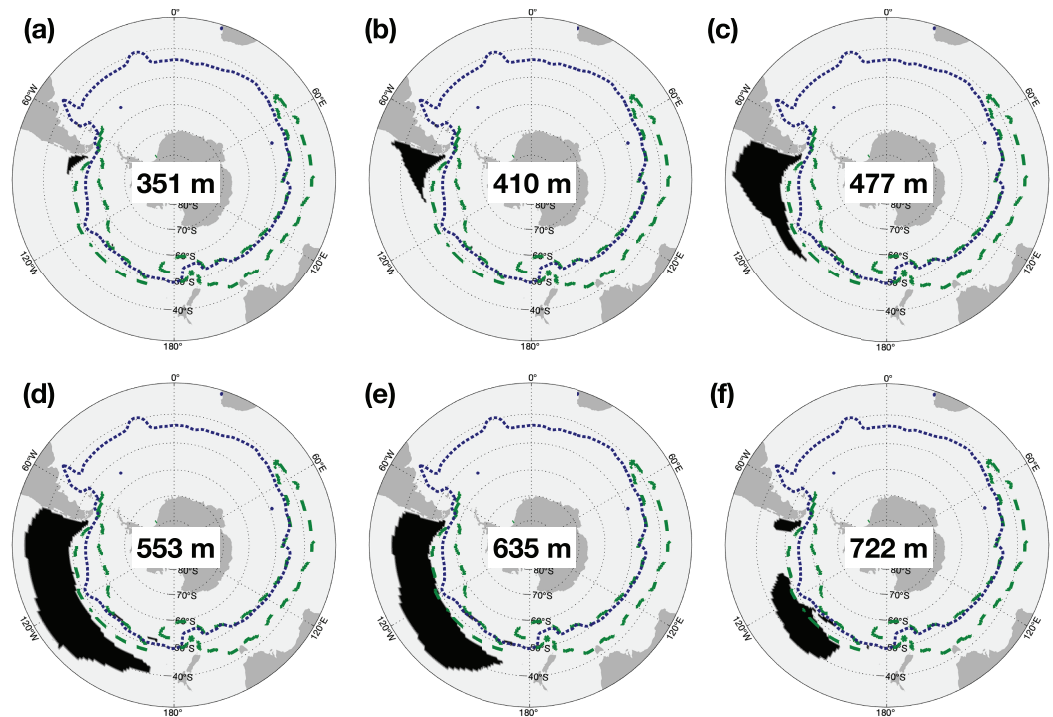 (a)
0°
60°W
60°E
351 m
80°S
70°S
60°S
50°S
40°S
120°W
120°E
180°
(b)
0°
60°W
60°E
410 m
80°S
70°S
60°S
50°S
40°S
120°W
120°E
180°
(c)
0°
60°W
60°E
477 m
80°S
70°S
60°S
50°S
40°S
120°W
120°E
180°
(d)
0°
60°W
60°E
553 m
80°S
70°S
60°S
50°S
40°S
120°W
120°E
180°
(e)
0°
60°W
60°E
635 m
80°S
70°S
60°S
50°S
40°S
120°W
120°E
180°
(f)
0°
60°W
60°E
722 m
80°S
70°S
60°S
50°S
40°S
120°W
120°E
180°